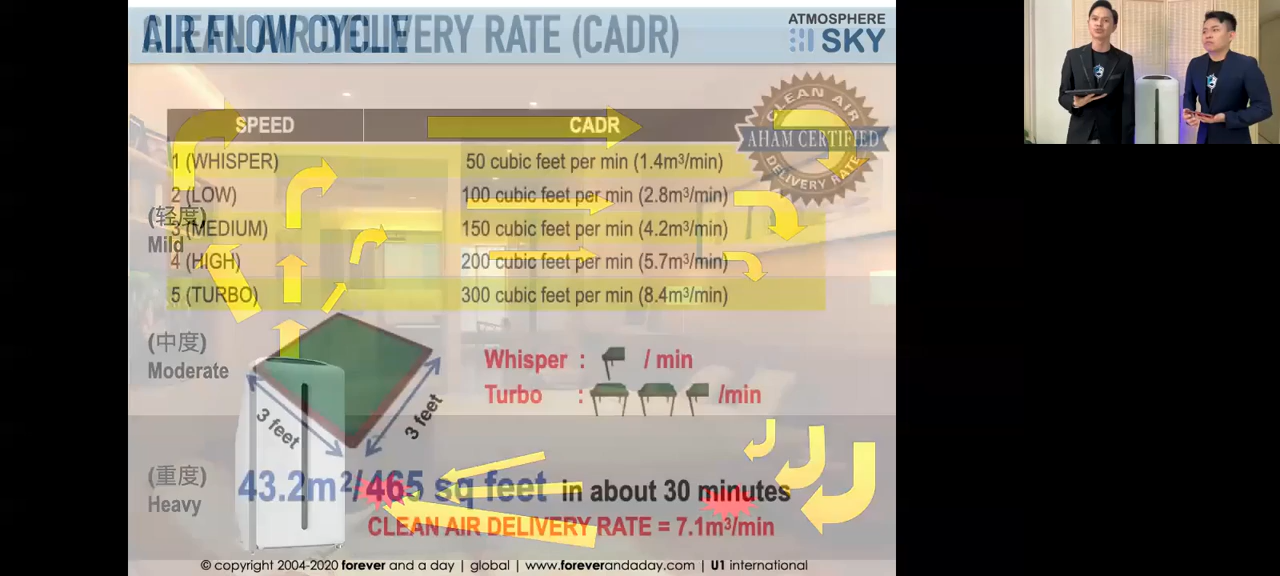 AIR FLOW CYCLE
CLEAN AIR DELIVERY RATE (CADR)
ATMOSPHERE
SKY
CLEAN AIR
AHAM CERTIFIED
DELIVERY RATE
SPEED CADR
1 (WHISPER) 50 cubic feet per min (1.4m³/min)
2 (LOW) 100 cubic feet per min (2.8m³/min)
(轻度)
3 (MEDIUM) 150 cubic feet per min (4.2m³/min)
Mild
4 (HIGH) 200 cubic feet per min (5.7m³/min)
5 (TURBO) 300 cubic feet per min (8.4m³/min)
(中度)
Moderate
Whisper : / min
Turbo : /min
3 feet
3 feet
(重度)
Heavy
43.2m²/465 sq feet in about 30 minutes
CLEAN AIR DELIVERY RATE = 7.1m³/min
© copyright 2004-2020 forever and a day | global | www.foreverandaday.com | U1 international